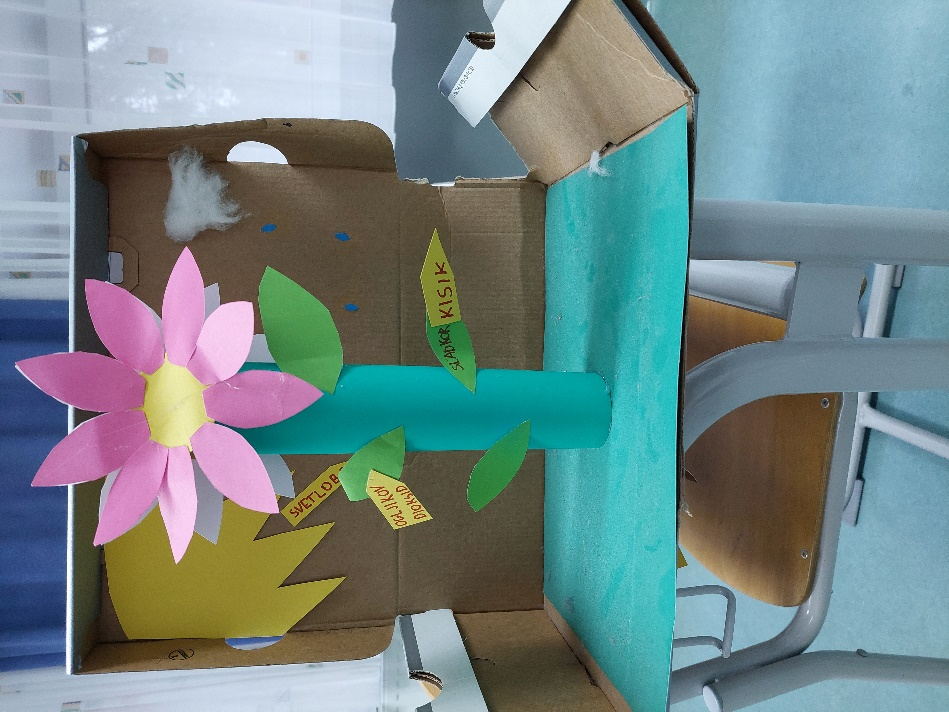 SVETLOB
OGLJIKOV
DIOKSID
SLADKOR
KISIK